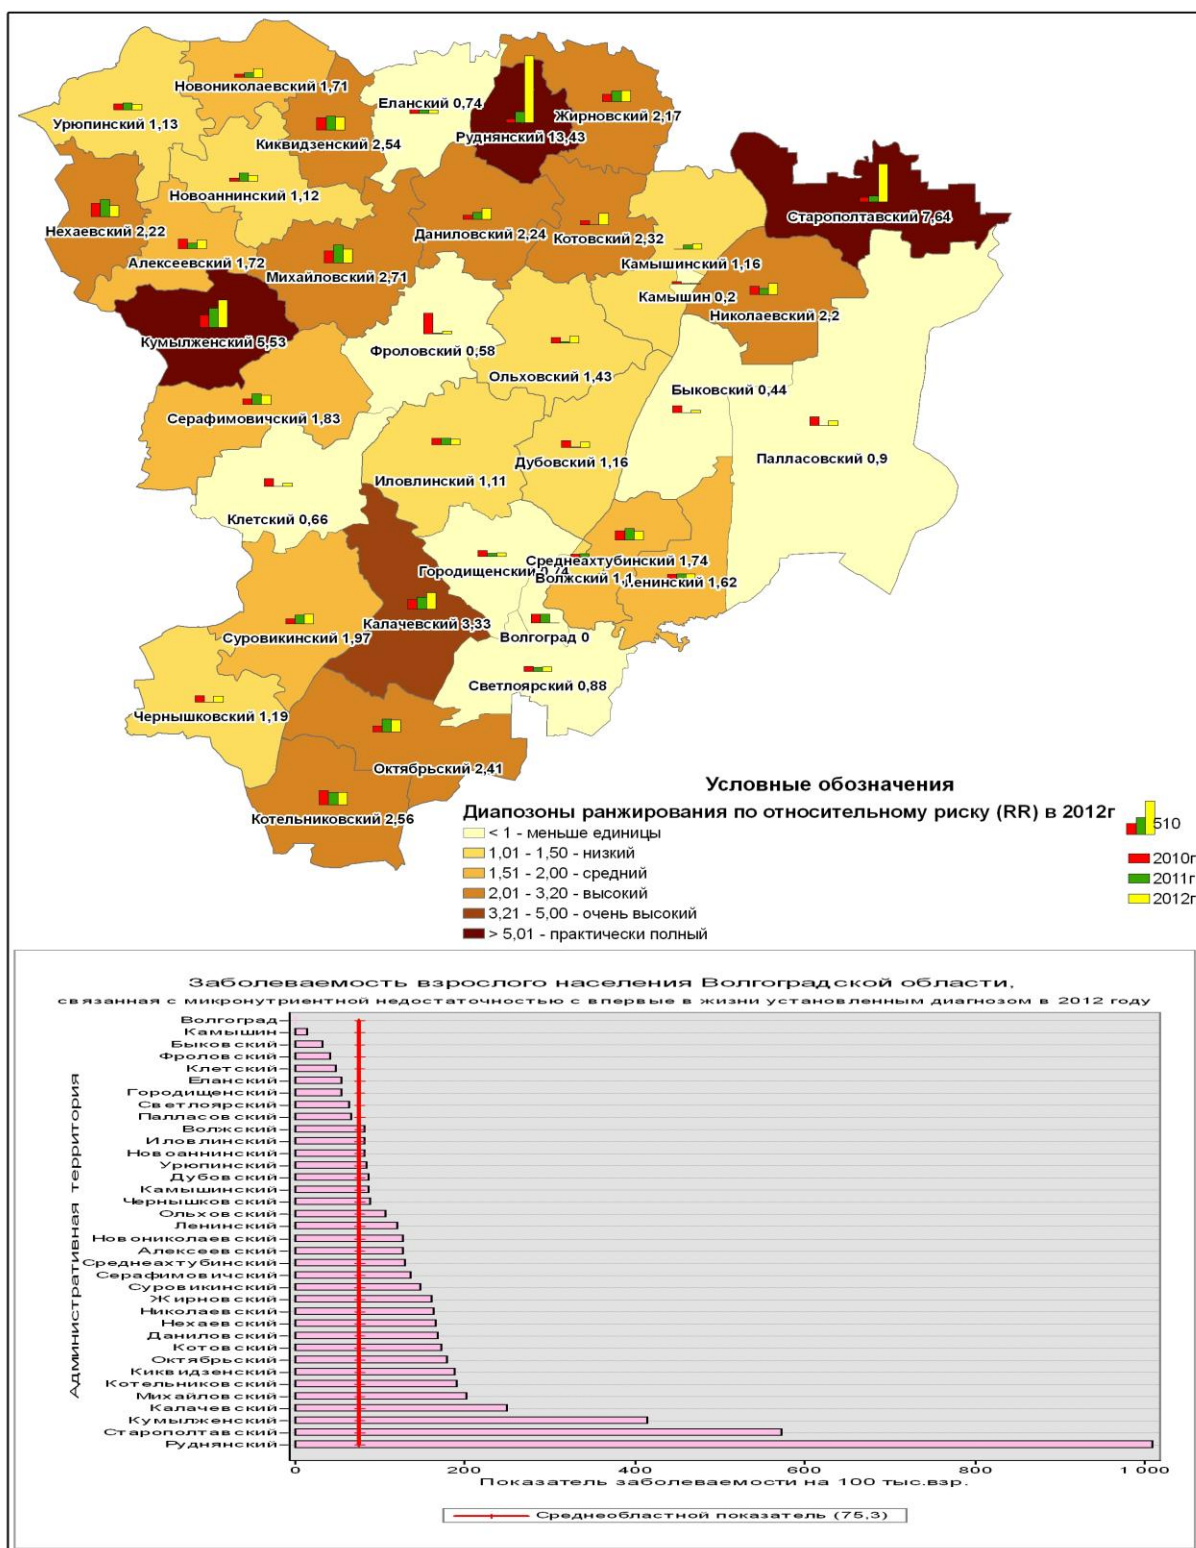 Новониколаевский 1,71
Еланский 0,74
Урюпинский 1,13
Жирновский 2,17
Руднянский 13,43
Киквидзенский 2,54
Новоаннинский 1,12
Старополтавский 7,64
Нехаевский 2,22
Даниловский 2,24
Котовский 2,32
Алексеевский 1,72
Камышинский 1,16
Михайловский 2,71
Камышин 0,2
Николаевский 2,2
Кумылженский 5,53
Фроловский 0,58
Ольховский 1,43
Быковский 0,44
Серафимовичский 1,83
Дубовский 1,16
Палласовский 0,9
Иловлинский 1,11
Клетский 0,66
Среднеахтубинский 1,74
Городищенский 0,74
Волжский 1,1
Ленинский 1,62
Калачевский 3,33
Волгоград 0
Суровикинский 1,97
Светлоярский 0,88
Чернышковский 1,19
Октябрьский 2,41
Котельниковский 2,56
Условные обозначения
Диапозоны ранжирования по относительному риску (RR) в 2012г
< 1 - меньше единицы
1,01 - 1,50 - низкий
1,51 - 2,00 - средний
2,01 - 3,20 - высокий
3,21 - 5,00 - очень высокий
> 5,01 - практически полный
510
2010г
2011г
2012г
Заболеваемость взрослого населения Волгоградской области,
связанная с микронутриентной недостаточностью с впервые в жизни установленным диагнозом в 2012 году
Административная территория
Волгоград
Камышин
Быковский
Фроловский
Клетский
Еланский
Городищенский
Светлоярский
Палласовский
Волжский
Иловлинский
Новоаннинский
Урюпинский
Дубовский
Камышинский
Чернышковский
Ольховский
Ленинский
Новониколаевский
Алексеевский
Среднеахтубинский
Серафимовичский
Суровикинский
Жирновский
Николаевский
Нехаевский
Даниловский
Котовский
Октябрьский
Киквидзенский
Котельниковский
Михайловский
Калачевский
Кумылженский
Старополтавский
Руднянский
0 200 400 600 800 1 000
Показатель заболеваемости на 100 тыс.взр.
Среднеобластной показатель (75,3)